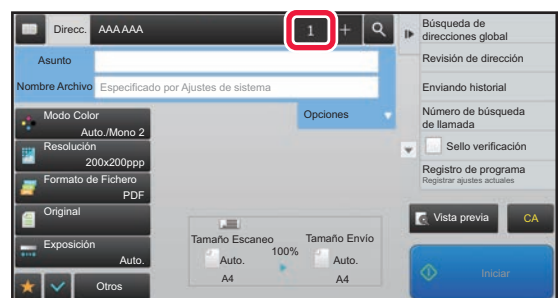 Direcc. AAA AAA 1 +
Asunto
Nombre Archivo Especificado por Ajustes de sistema
Opciones
Modo Color
Auto./Mono 2
Resolución
200x200ppp
Formato de Fichero
PDF
Original
Exposición
Auto.
Otros
Tamaño Escaneo
100%
Tamaño Envío
Auto.
Auto.
A4
A4
Búsqueda de
direcciones global
Revisión de dirección
Enviando historial
Número de búsqueda
de llamada
Sello verificación
Registro de programa
Registrar ajustes actuales
Vista previa
CA
Iniciar